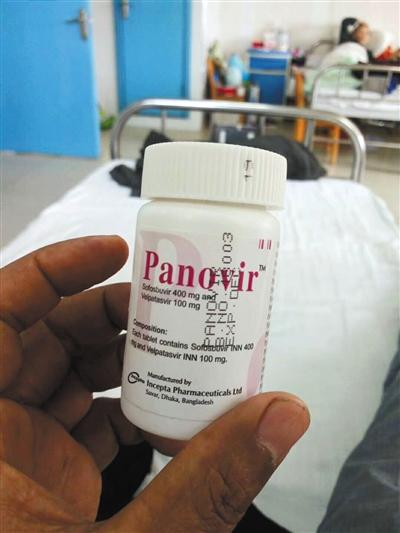 Panovir™
Sofosbuvir 400 mg and
Velpatasvir 100 mg
Composition:
Each tablet contains Sofosbuvir INN 400
mg and Velpatasvir INN 100 mg.
Manufactured by
Incepta Pharmaceuticals Ltd
Savar, Dhaka, Bangladesh
PANOVIR